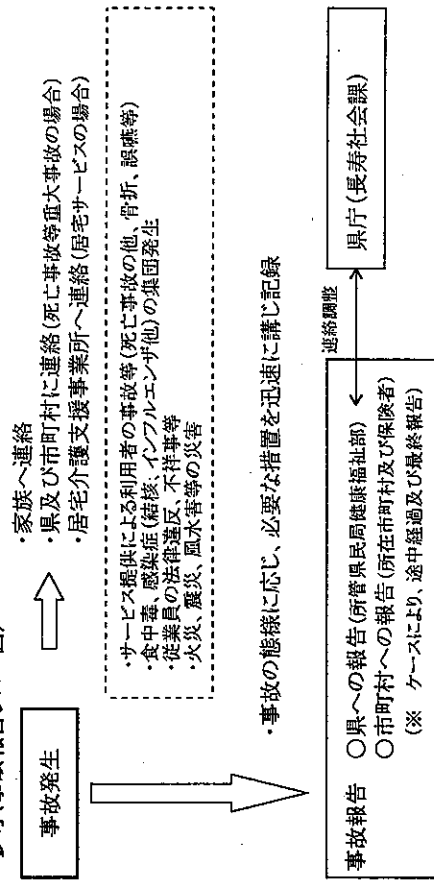 事故発生
・家族へ連絡
・県及び市町村に連絡(死亡事故等重大事故の場合)
・居宅介護支援事業所へ連絡(居宅サービスの場合)
・サービス提供による利用者の事故等(死亡事故の他、骨折、誤嚥等)
・食中毒、感染症(結核、インフルエンザ他)の集団発生
・従業員の法律違反、不祥事等
・火災、震災、風水害等の災害
・事故の態様に応じ、必要な措置を迅速に講じ記録
事故報告 ○県への報告(所管県民局健康福祉部)
○市町村への報告(所在市町村及び保険者)
(※ ケースにより、途中経過及び最終報告)
連絡調整
県庁(長寿社会課)